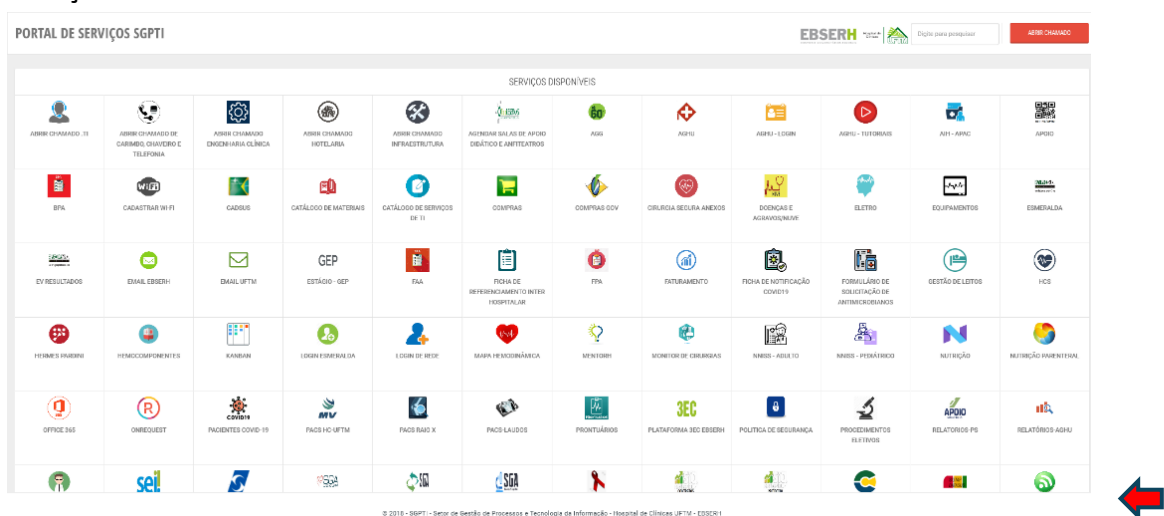 PORTAL DE SERVIÇOS SGPTI
EBSERH
Digite para pesquisar
ABRIR CHAMADO
SERVIÇOS DISPONÍVEIS
ABRIR CHAMADO .TI
ABRIR CHAMADO DE
CARIMBO, CHAVEIRO E
TELEFONIA
ABRIR CHAMADO
ENGENHARIA CLÍNICA
ABRIR CHAMADO
HOTELARIA
ABRIR CHAMADO
INFRAESTRUTURA
AGENDAR SALAS DE APOIO
DIDÁTICO E ANFITEATROS
AGG
AGHU
AGHU - LOGIN
AGHU - TUTORIAIS
AIH - APAC
APOIO
BPA
WiFi
CADASTRAR WI-FI
CADSUS
CATÁLOGO DE MATERIAIS
CATÁLOGO DE SERVIÇOS
DE TI
COMPRAS
COMPRAS GOV
CIRURGIA SEGURA ANEXOS
DOENÇAS E
AGRAVOS/NUVE
ELETRO
EQUIPAMENTOS
ESMERALDA
EV RESULTADOS
EMAIL EBSERH
EMAIL UFTM
GEP
ESTÁGIO - GEP
FAA
FICHA DE
REFERENCIAMENTO INTER
HOSPITALAR
FPA
FATURAMENTO
FICHA DE NOTIFICAÇÃO
COVID19
FORMULÁRIO DE
SOLICITAÇÃO DE
ANTIMICROBIANOS
GESTÃO DE LEITOS
HCS
HERMES PARDINI
HEMOCOMPONENTES
KANBAN
LOGIN ESMERALDA
LOGIN DE REDE
MAPA HEMODINÂMICA
MENTORH
MONITOR DE CIRURGIAS
NNISS - ADULTO
NNISS - PEDIÁTRICO
NUTRIÇÃO
NUTRIÇÃO PARENTERAL
OFFICE 365
R
ONREQUEST
COVID19
PACIENTES COVID-19
MV
PACS HC-UFTM
PACS RAIO X
PACS-LAUDOS
PRONTUÁRIOS
3EC
PLATAFORMA 3EC EBSERH
POLITICA DE SEGURANÇA
PROCEDIMENTOS
ELETIVOS
APOIO
RELATORIOS-PS
RELATÓRIOS AGHU
sei!
SGA
© 2018 - SGPTI - Setor de Gestão de Processos e Tecnologia da Informação - Hospital de Clínicas UFTM - EBSERH